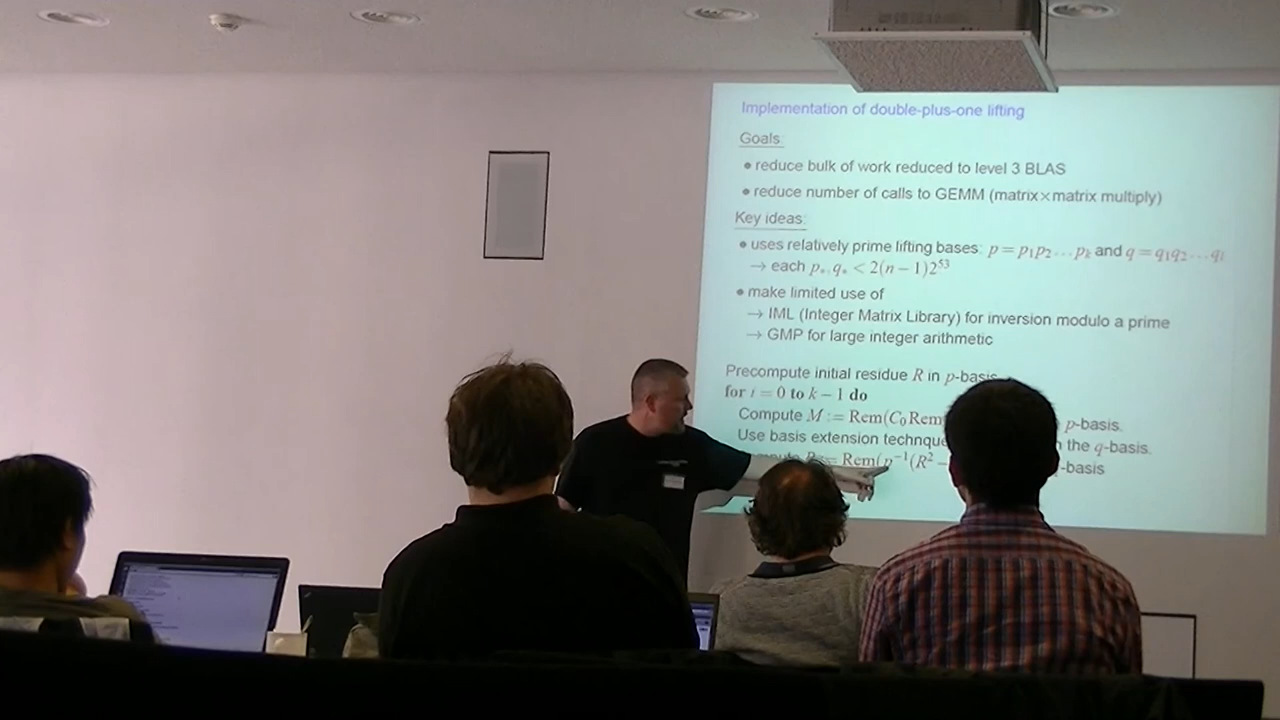 Implementation of double-plus-one lifting
Goals:
• reduce bulk of work reduced to level 3 BLAS
• reduce number of calls to GEMM (matrix×matrix multiply)
Key ideas:
• uses relatively prime lifting bases: p = p₁p₂…pₖ and q = q₁q₂…qₗ
→ each p∗, q∗ < 2(n − 1)2⁵³
• make limited use of
→ IML (Integer Matrix Library) for inversion modulo a prime
→ GMP for large integer arithmetic
Precompute initial residue R in p-basis
for i = 0 to k − 1 do
Compute M := Rem(C₀Rem p-basis.
Use basis extension technque the q-basis.
Rem(p⁻¹(R² − -basis